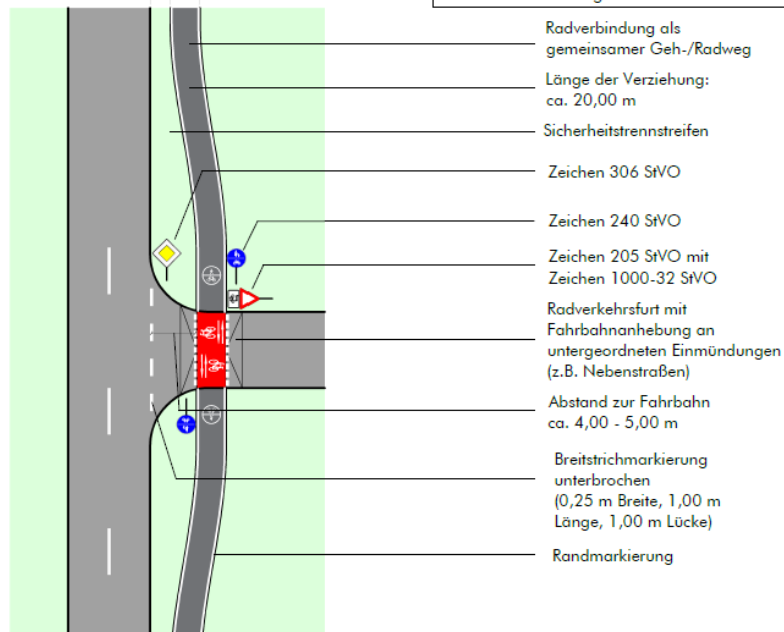 Radverbindung als
gemeinsamer Geh-/Radweg
Länge der Verziehung:
ca. 20,00 m
Sicherheitstrennstreifen
Zeichen 306 StVO
Zeichen 240 StVO
Zeichen 205 StVO mit
Zeichen 1000-32 StVO
Radverkehrsfurt mit
Fahrbahnanhebung an
untergeordneten Einmündungen
(z.B. Nebenstraßen)
Abstand zur Fahrbahn
ca. 4,00 - 5,00 m
Breitstrichmarkierung
unterbrochen
(0,25 m Breite, 1,00 m
Länge, 1,00 m Lücke)
Randmarkierung